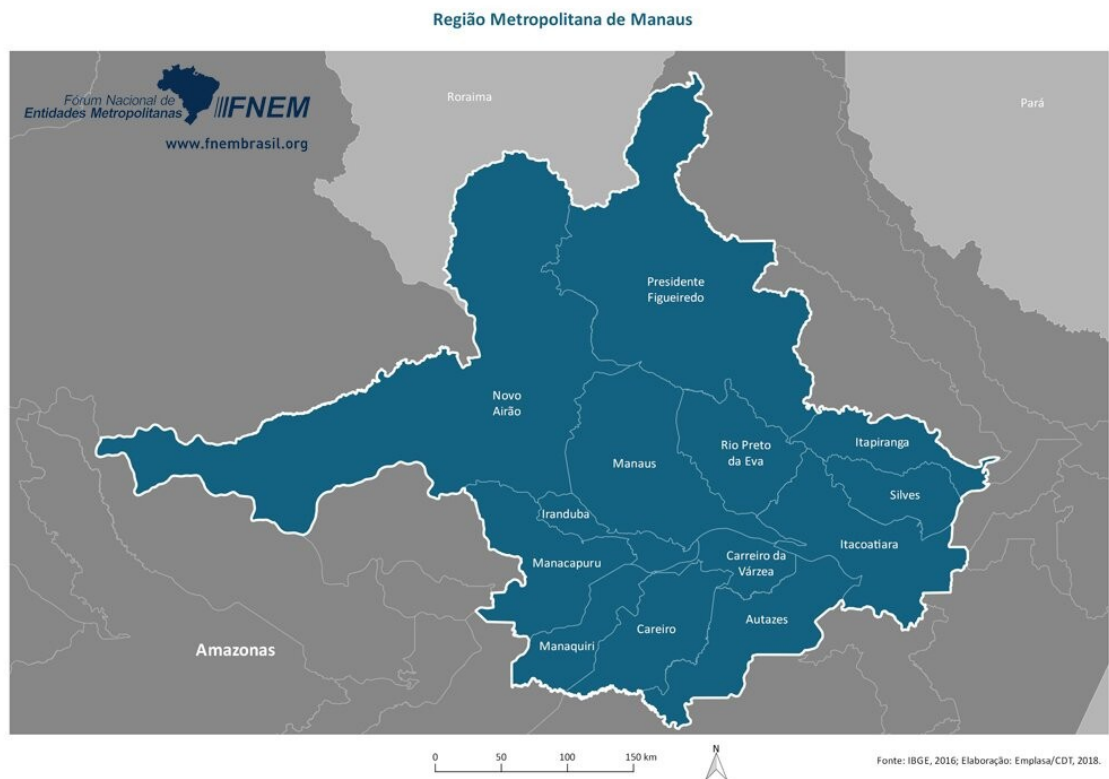 Região Metropolitana de Manaus
Fórum Nacional de
Entidades Metropolitanas
FNEM
www.fnembrasil.org
Roraima
Pará
Presidente
Figueiredo
Novo
Airão
Rio Preto
da Eva
Itapiranga
Manaus
Silves
Iranduba
Itacoatiara
Manacapuru
Carreiro da
Várzea
Autazes
Careiro
Manaquiri
Amazonas
0 50 100 150 km
N
Fonte: IBGE, 2016; Elaboração: Emplasa/CDT, 2018.